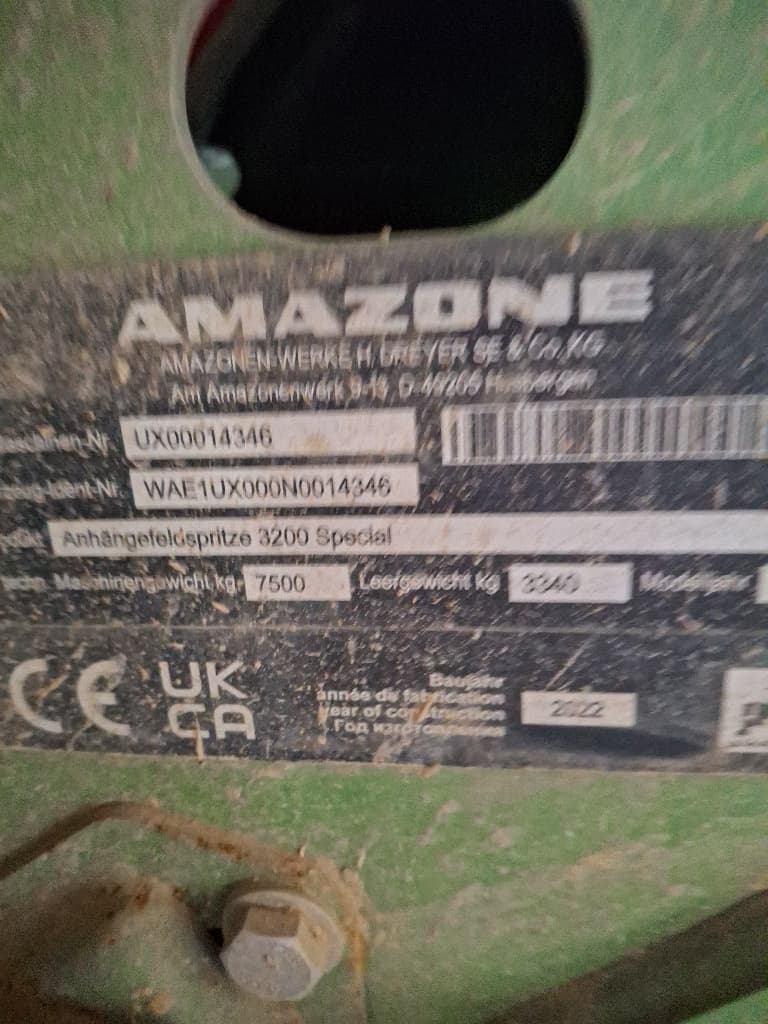 AMAZONE
AMAZONEN-WERKE H. DREYER SE & Co. KG
Am Amazonenwerk 9-13, D-49205 Hasbergen
UX00014346
WAE1UX000N0014346
Anhängefeldspritze 3200 Special
Maschinengewicht kg 7500 Leergewicht kg 3340 Modelljahr
CE UK CA
Baujahr
année de fabrication
year of construction 2022
Год изготовления